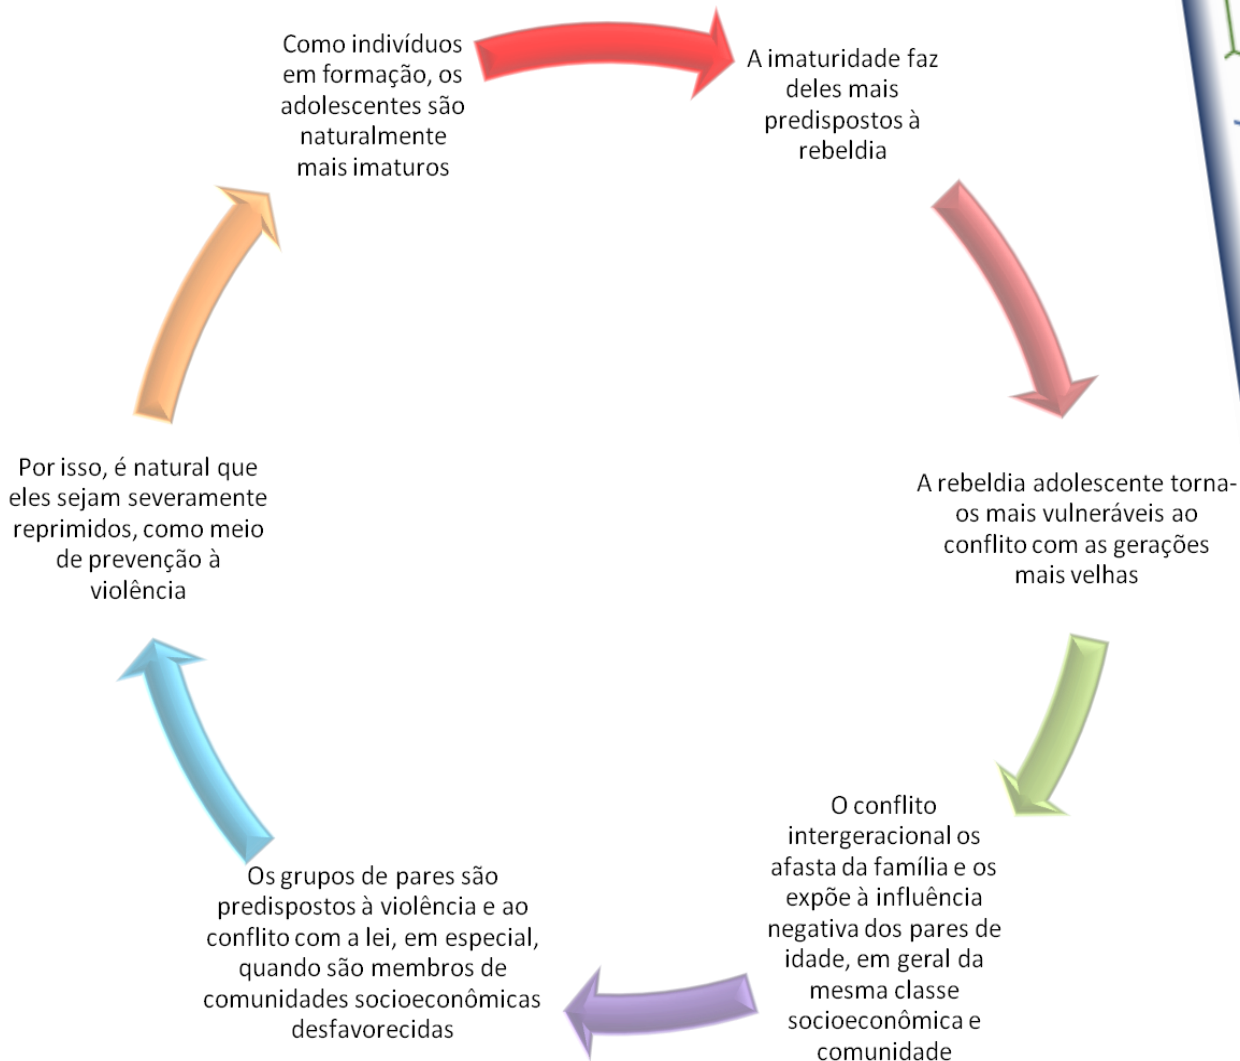 Como indivíduos
em formação, os
adolescentes são
naturalmente
mais imaturos
A imaturidade faz
deles mais
predispostos à
rebeldia
A rebeldia adolescente torna-
os mais vulneráveis ao
conflito com as gerações
mais velhas
O conflito
intergeracional os
afasta da família e os
expõe à influência
negativa dos pares de
idade, em geral da
mesma classe
socioeconômica e
comunidade
Os grupos de pares são
predispostos à violência e ao
conflito com a lei, em especial,
quando são membros de
comunidades socioeconômicas
desfavorecidas
Por isso, é natural que
eles sejam severamente
reprimidos, como meio
de prevenção à
violência